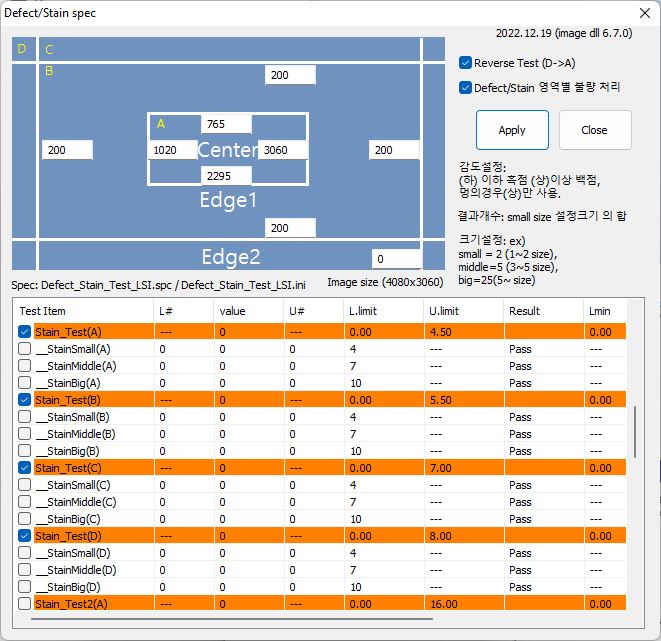 Defect/Stain spec
2022.12.19 (image dll 6.7.0)
D
C
B
200
Reverse Test (D->A)
Defect/Stain 영역별 불량 처리
A
765
200
1020
Center
3060
200
2295
Edge1
200
Edge2
0
Apply
Close
감도설정:
(하) 이하 흑점 (상)이상 백점,
멍의경우(상)만 사용.
결과개수: small size 설정크기 의 합
크기설정: ex)
small = 2 (1~2 size),
middle=5 (3~5 size),
big=25(5~ size)
Spec: Defect_Stain_Test_LSI.spc / Defect_Stain_Test_LSI.ini
Image size (4080x3060)
Test Item L# value U# L.limit U.limit Result Lmin
Stain_Test(A) --- 0 --- 0.00 4.50 0.00
__StainSmall(A) 0 0 0 4 --- Pass ---
__StainMiddle(A) 0 0 0 7 --- Pass ---
__StainBig(A) 0 0 0 10 --- Pass ---
Stain_Test(B) --- 0 --- 0.00 5.50 0.00
__StainSmall(B) 0 0 0 4 --- Pass ---
__StainMiddle(B) 0 0 0 7 --- Pass ---
__StainBig(B) 0 0 0 10 --- Pass ---
Stain_Test(C) --- 0 --- 0.00 7.00 0.00
__StainSmall(C) 0 0 0 4 --- Pass ---
__StainMiddle(C) 0 0 0 7 --- Pass ---
__StainBig(C) 0 0 0 10 --- Pass ---
Stain_Test(D) --- 0 --- 0.00 8.00 0.00
__StainSmall(D) 0 0 0 4 --- Pass ---
__StainMiddle(D) 0 0 0 7 --- Pass ---
__StainBig(D) 0 0 0 10 --- Pass ---
Stain_Test2(A) --- 0 --- 0.00 16.00 0.00